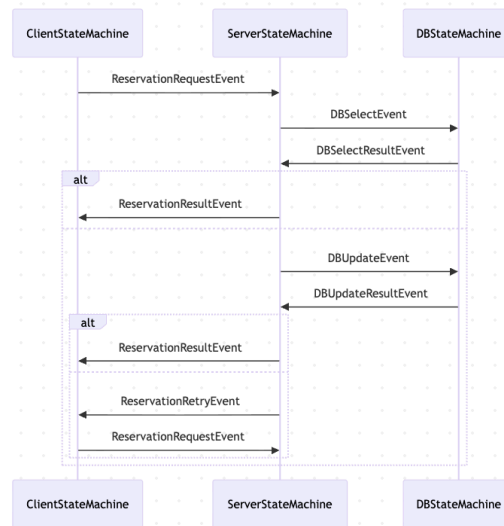 ClientStateMachine
ServerStateMachine
DBStateMachine
ReservationRequestEvent
DBSelectEvent
DBSelectResultEvent
alt
ReservationResultEvent
DBUpdateEvent
DBUpdateResultEvent
alt
ReservationResultEvent
ReservationRetryEvent
ReservationRequestEvent
ClientStateMachine
ServerStateMachine
DBStateMachine